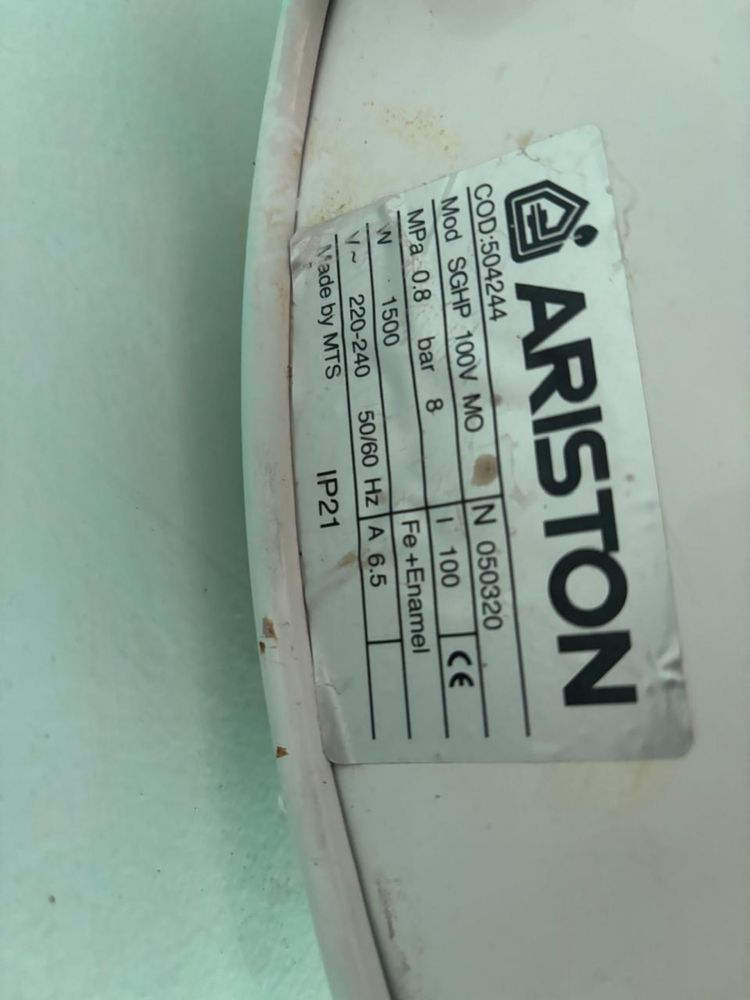 ARISTON
COD:504244
N 050320
Mod SGHP 100V MO
l 100
CE
MPa 0.8 bar 8
Fe+Enamel
W 1500
V~ 220-240 50/60 Hz
A 6.5
Made by MTS
IP21